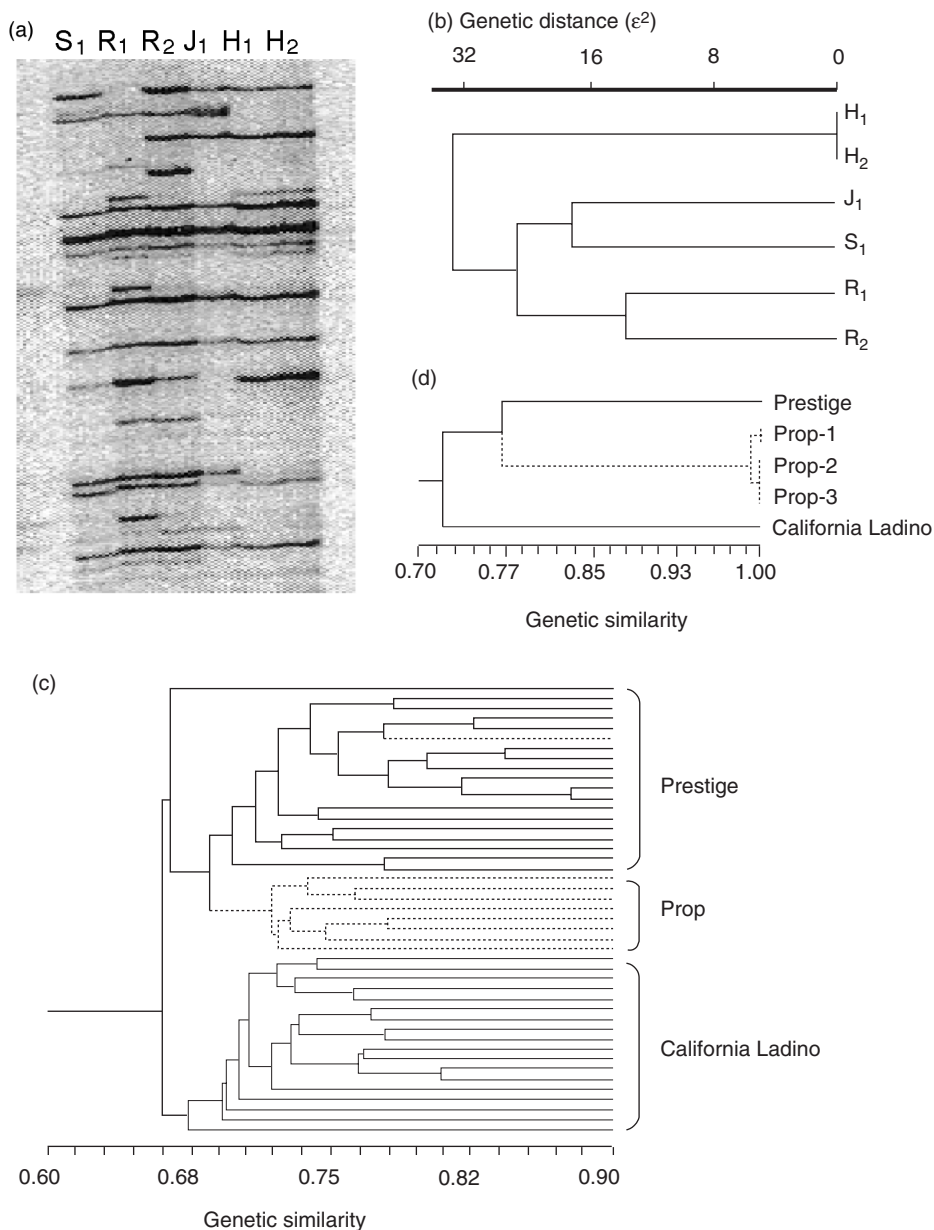 (a)
S₁ R₁ R₂ J₁ H₁ H₂
(b) Genetic distance (ε²)
32 16 8 0
H₁
H₂
J₁
S₁
R₁
R₂
(d)
Prestige
Prop-1
Prop-2
Prop-3
California Ladino
0.70 0.77 0.85 0.93 1.00
Genetic similarity
(c)
Prestige
Prop
California Ladino
0.60 0.68 0.75 0.82 0.90
Genetic similarity